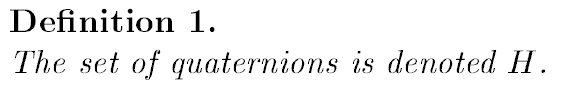 Definition 1.
The set of quaternions is denoted H.